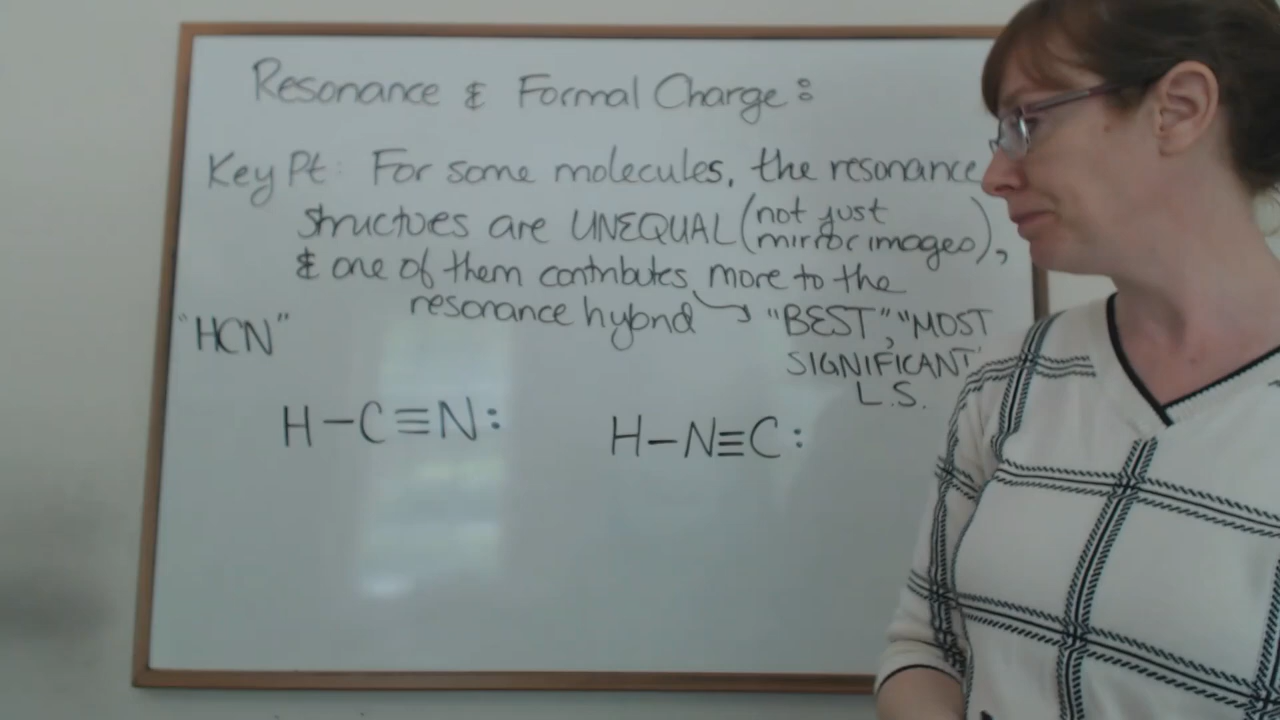 Resonance & Formal Charge:
Key Pt: For some molecules, the resonance
structures are UNEQUAL (not just
mirror images),
& one of them contributes more to the
resonance hybrid → "BEST", "MOST
SIGNIFICANT"
L.S.
"HCN"
H-C≡N:
H-N≡C: